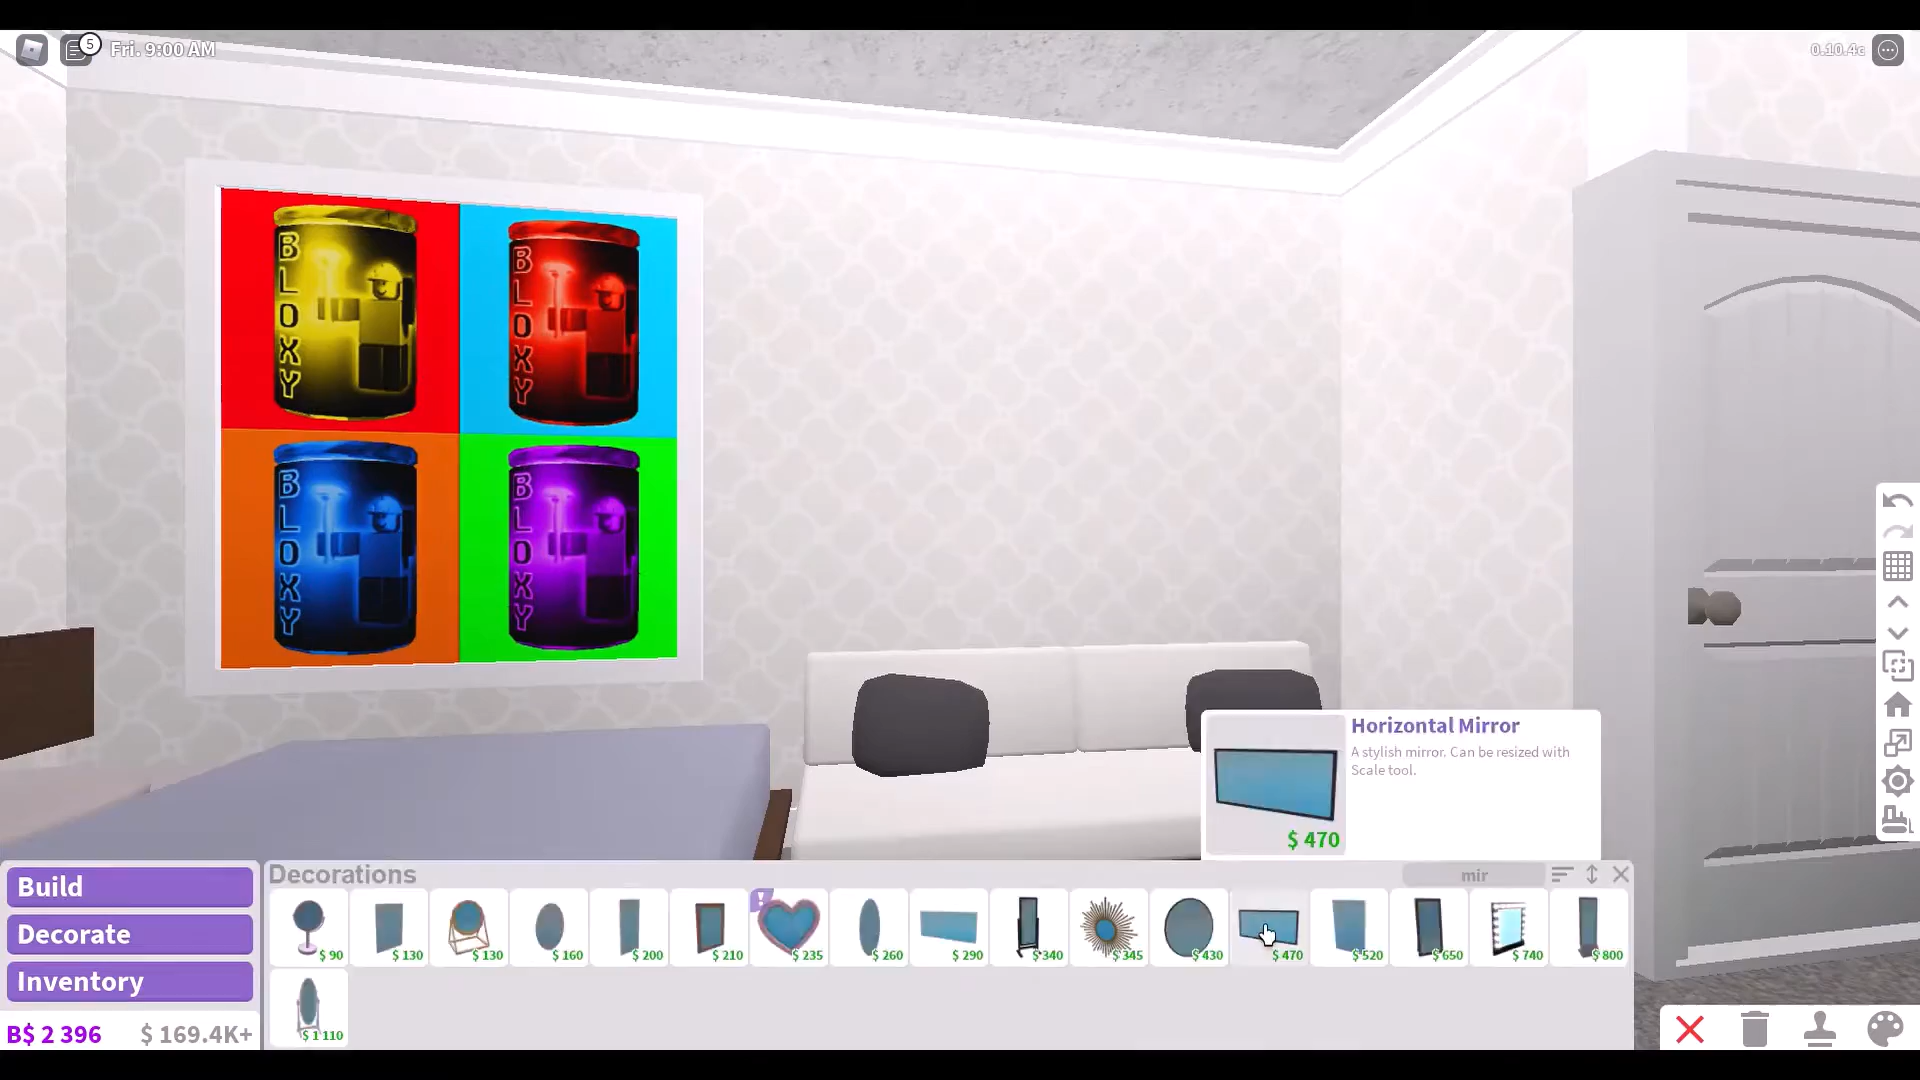 5
Fri. 9:00 AM
0.10.4c
BLOXY
BLOXY
BLOXY
BLOXY
Horizontal Mirror
A stylish mirror. Can be resized with
Scale tool.
$ 470
Build
Decorate
Inventory
B$ 2 396
$ 169.4K+
Decorations
mir
$ 90
$ 130
$ 130
$ 160
$ 200
$ 210
!
$ 235
$ 260
$ 290
$ 340
$ 345
$ 430
$ 470
$ 520
$ 650
$ 740
$ 800
$ 1 110